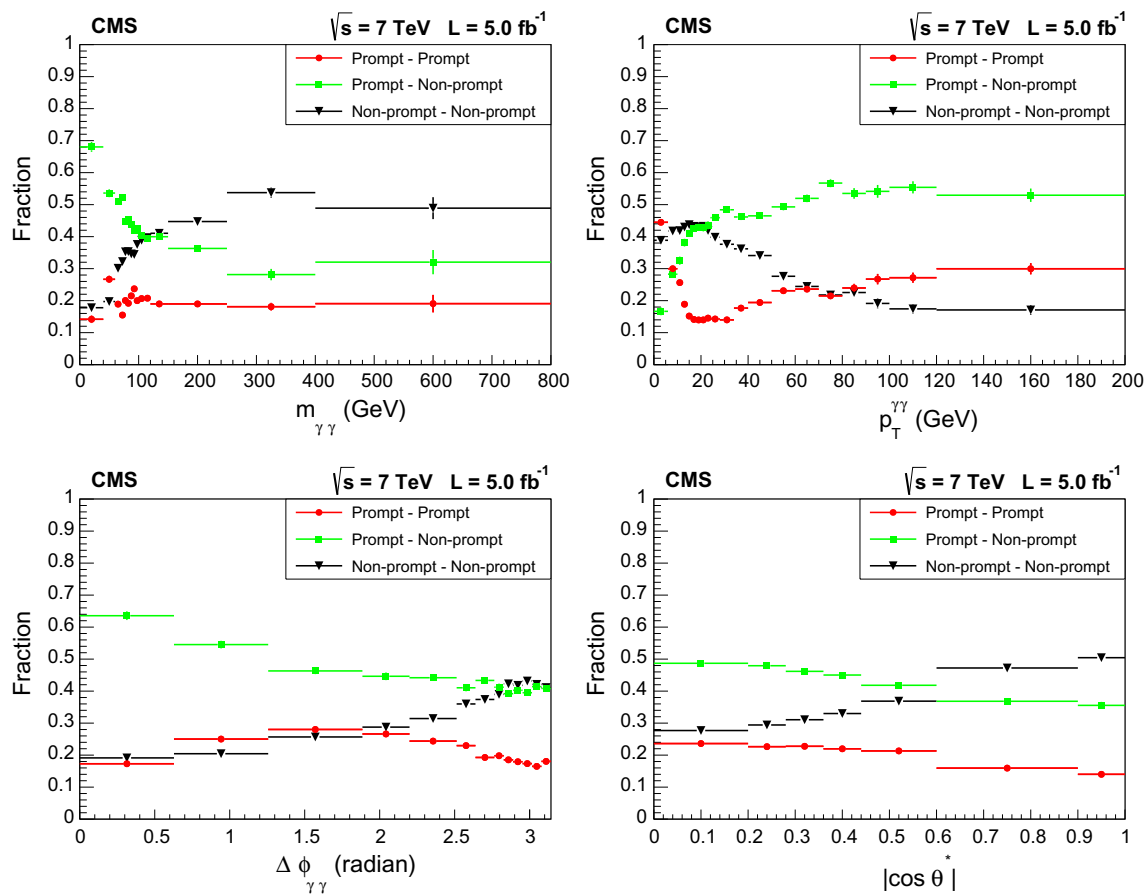 CMS √s = 7 TeV L = 5.0 fb⁻¹
Prompt - Prompt
Prompt - Non-prompt
Non-prompt - Non-prompt
Fraction
1
0.9
0.8
0.7
0.6
0.5
0.4
0.3
0.2
0.1
0
0 100 200 300 400 500 600 700 800
m_γγ (GeV)
CMS √s = 7 TeV L = 5.0 fb⁻¹
Prompt - Prompt
Prompt - Non-prompt
Non-prompt - Non-prompt
Fraction
1
0.9
0.8
0.7
0.6
0.5
0.4
0.3
0.2
0.1
0
0 20 40 60 80 100 120 140 160 180 200
p_T^γγ (GeV)
CMS √s = 7 TeV L = 5.0 fb⁻¹
Prompt - Prompt
Prompt - Non-prompt
Non-prompt - Non-prompt
Fraction
1
0.9
0.8
0.7
0.6
0.5
0.4
0.3
0.2
0.1
0
0 0.5 1 1.5 2 2.5 3
Δ ϕ_γγ (radian)
CMS √s = 7 TeV L = 5.0 fb⁻¹
Prompt - Prompt
Prompt - Non-prompt
Non-prompt - Non-prompt
Fraction
1
0.9
0.8
0.7
0.6
0.5
0.4
0.3
0.2
0.1
0
0 0.1 0.2 0.3 0.4 0.5 0.6 0.7 0.8 0.9 1
|cos θ*|